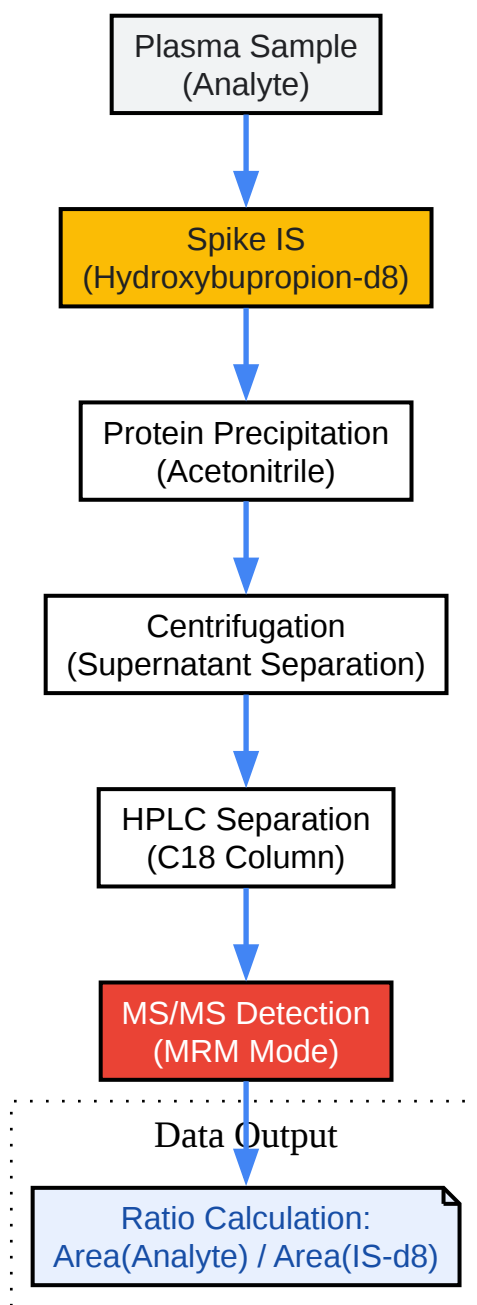 Plasma Sample
(Analyte)
Spike IS
(Hydroxybupropion-d8)
Protein Precipitation
(Acetonitrile)
Centrifugation
(Supernatant Separation)
HPLC Separation
(C18 Column)
MS/MS Detection
(MRM Mode)
Data Output
Ratio Calculation:
Area(Analyte) / Area(IS-d8)